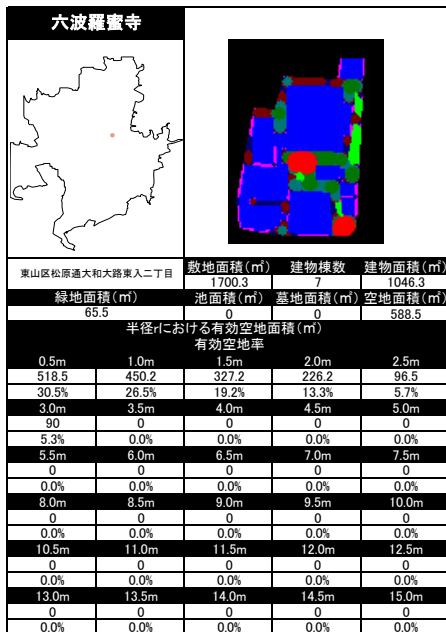 六波羅蜜寺
東山区松原通大和大路東入二丁目
敷地面積(㎡) 建物棟数 建物面積(㎡)
1700.3 7 1046.3
緑地面積(㎡) 池面積(㎡) 墓地面積(㎡) 空地面積(㎡)
65.5 0 0 588.5
半径rにおける有効空地面積(㎡)
有効空地率
0.5m 1.0m 1.5m 2.0m 2.5m
518.5 450.2 327.2 226.2 96.5
30.5% 26.5% 19.2% 13.3% 5.7%
3.0m 3.5m 4.0m 4.5m 5.0m
90 0 0 0 0
5.3% 0.0% 0.0% 0.0% 0.0%
5.5m 6.0m 6.5m 7.0m 7.5m
0 0 0 0 0
0.0% 0.0% 0.0% 0.0% 0.0%
8.0m 8.5m 9.0m 9.5m 10.0m
0 0 0 0 0
0.0% 0.0% 0.0% 0.0% 0.0%
10.5m 11.0m 11.5m 12.0m 12.5m
0 0 0 0 0
0.0% 0.0% 0.0% 0.0% 0.0%
13.0m 13.5m 14.0m 14.5m 15.0m
0 0 0 0 0
0.0% 0.0% 0.0% 0.0% 0.0%